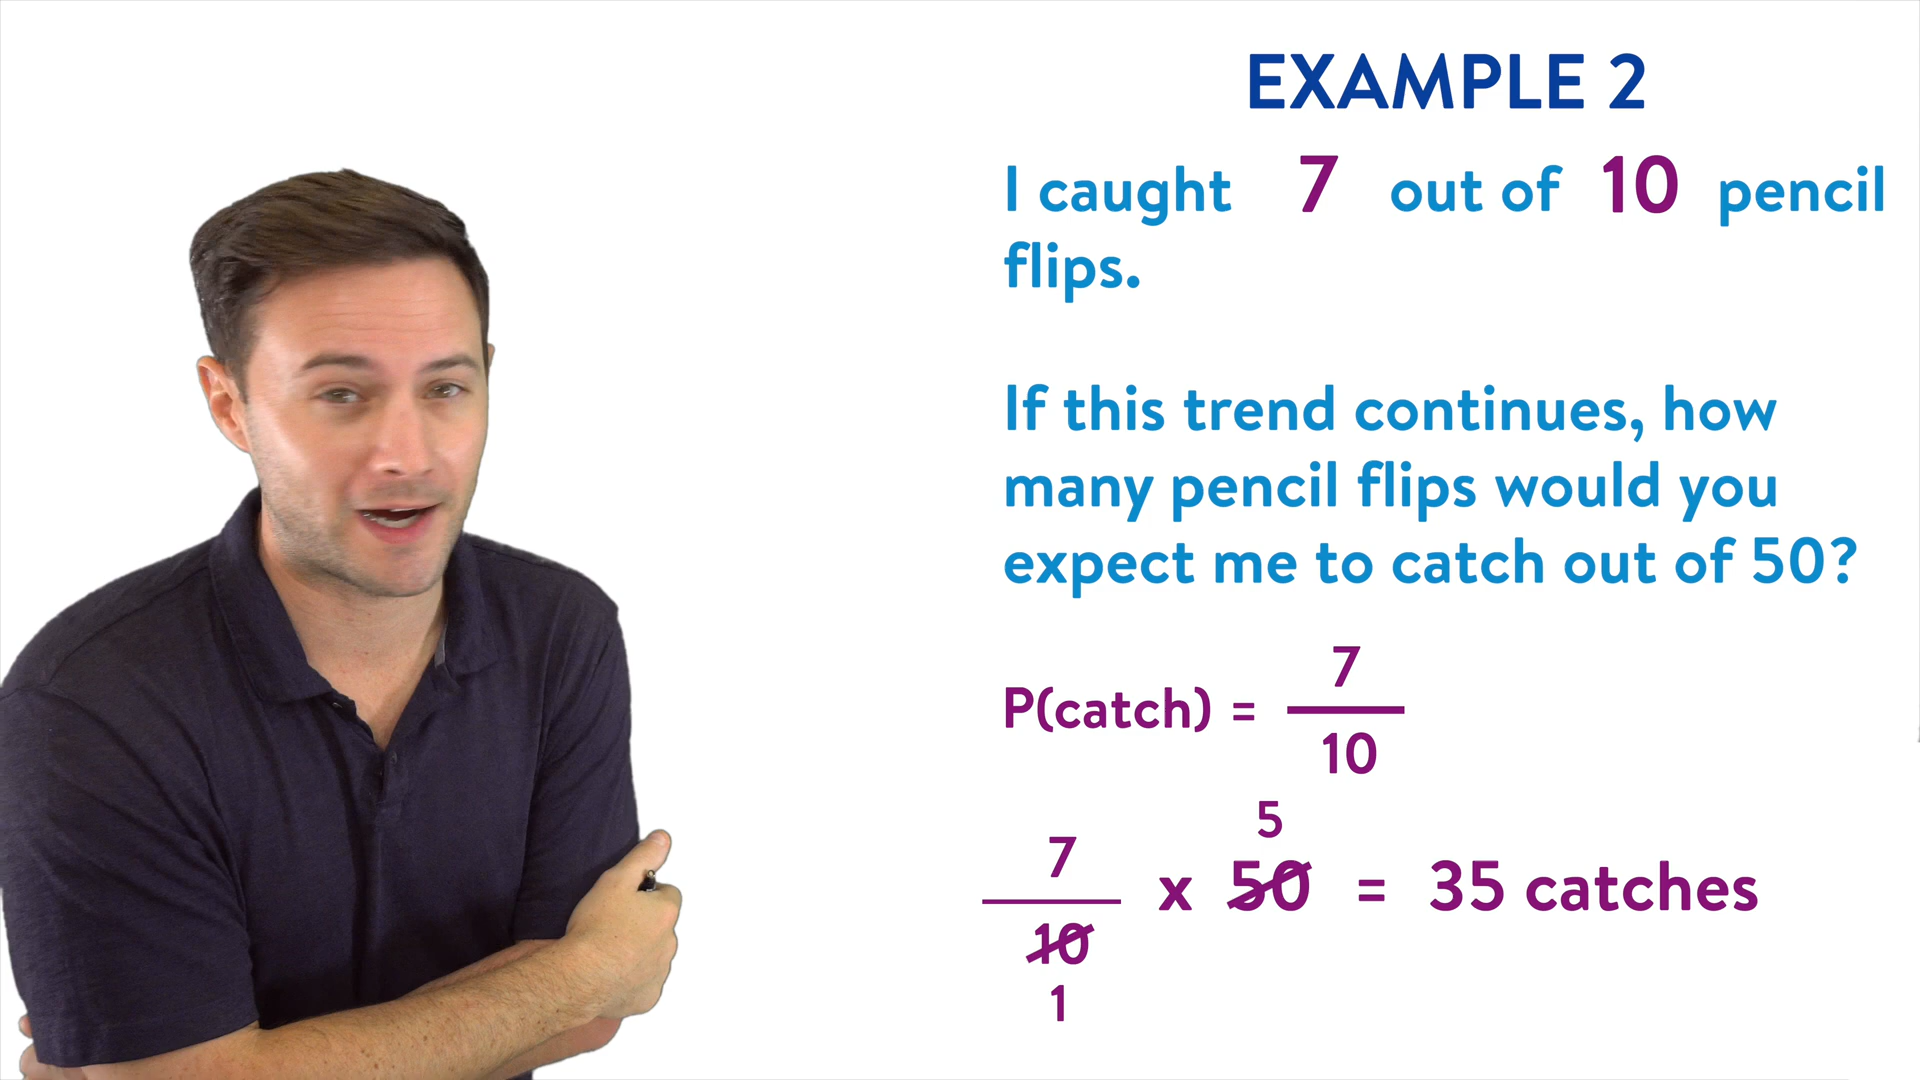 EXAMPLE 2
I caught 7 out of 10 pencil
flips.
If this trend continues, how
many pencil flips would you
expect me to catch out of 50?
7
P(catch) =
10
5
7
x 50 = 35 catches
10
1